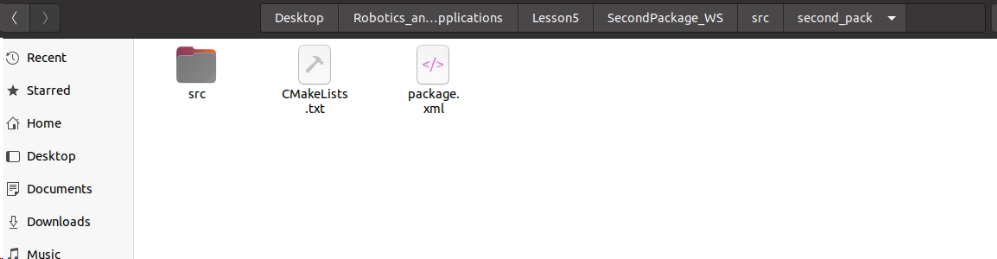 Desktop
Robotics_an…pplications
Lesson5
SecondPackage_WS
src
second_pack
Recent
Starred
Home
Desktop
Documents
Downloads
Music
src
CMakeLists
.txt
package.
xml